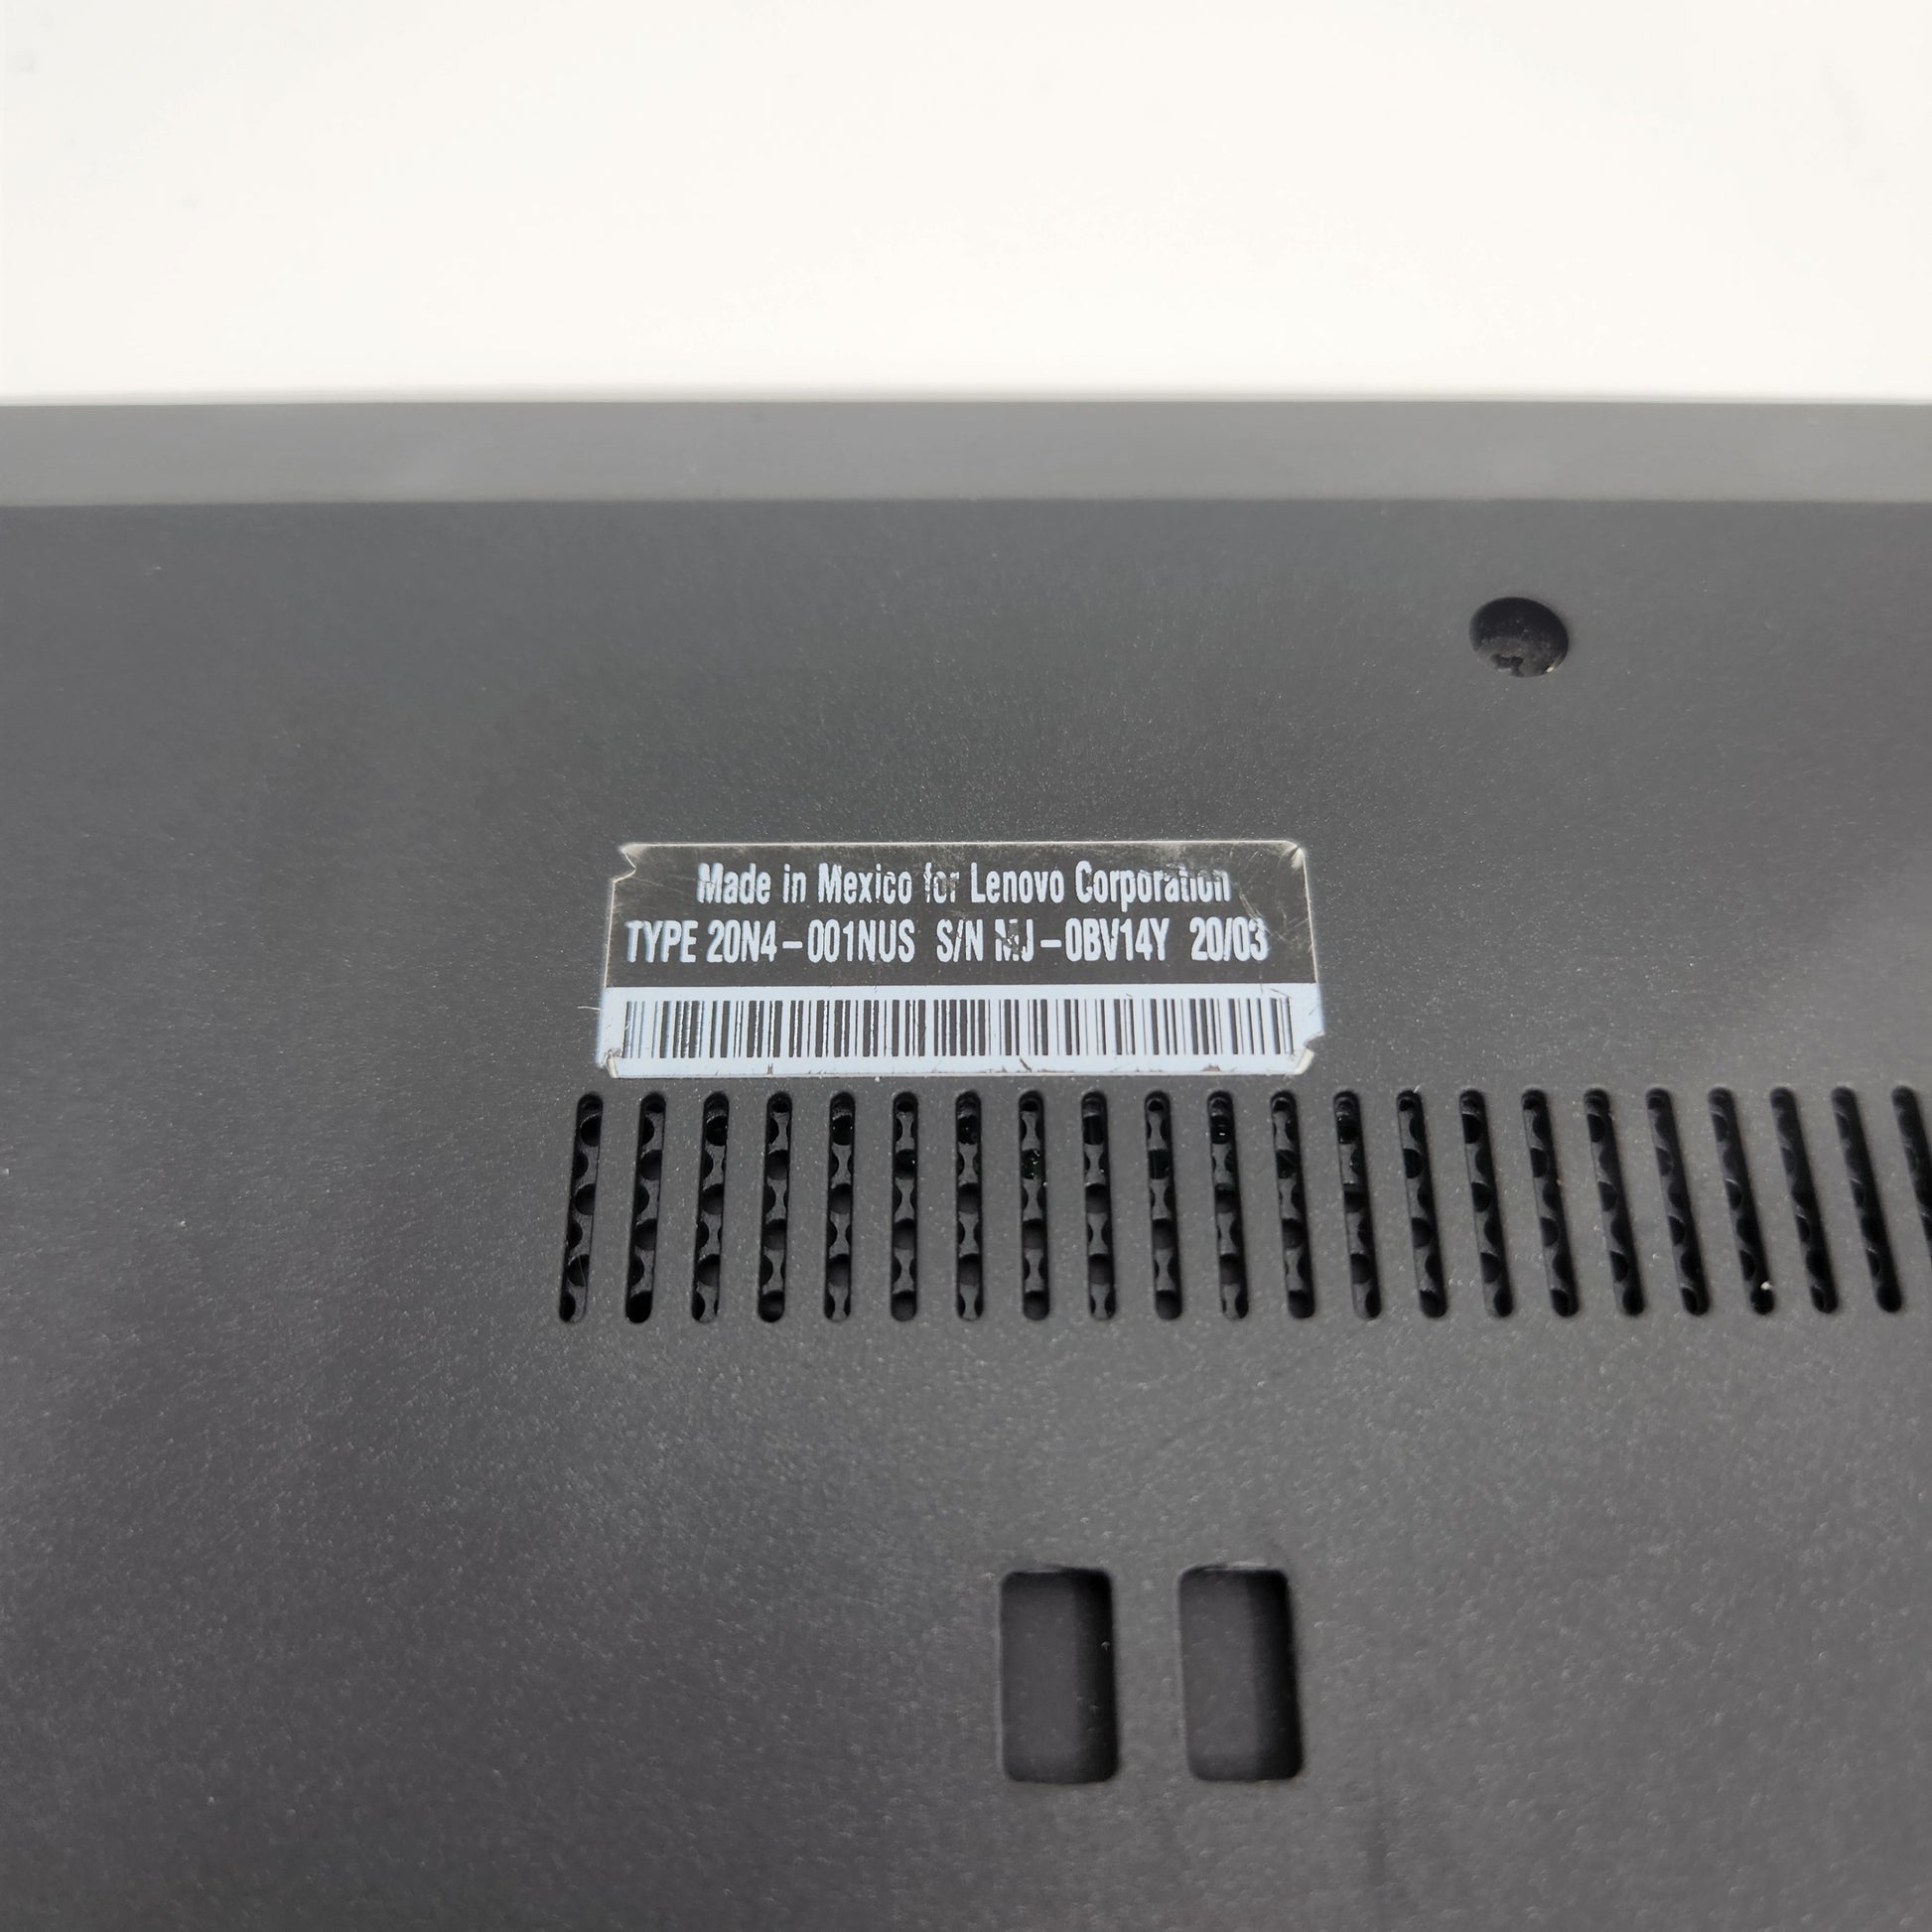 Made in Mexico for Lenovo Corporation
TYPE 20N4-001NUS S/N MJ-0BV14Y 20/03